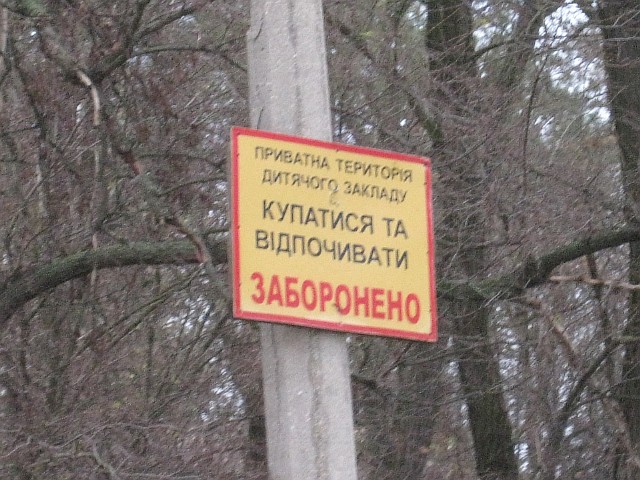 ПРИВАТНА ТЕРИТОРІЯ
ДИТЯЧОГО ЗАКЛАДУ
КУПАТИСЯ ТА
ВІДПОЧИВАТИ
ЗАБОРОНЕНО